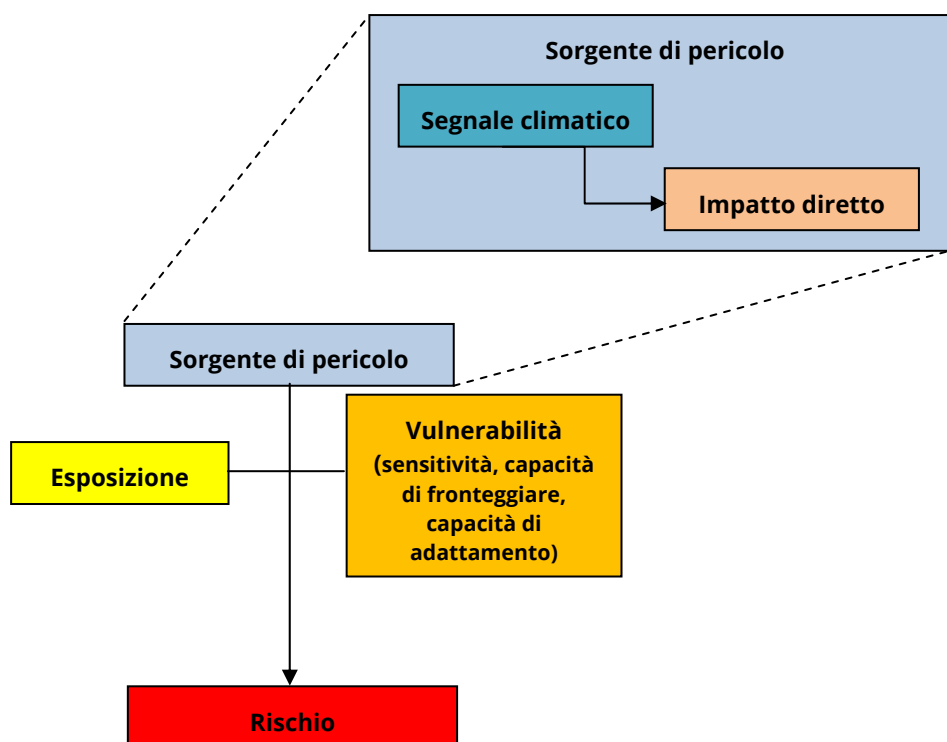 Sorgente di pericolo
Segnale climatico
Impatto diretto
Sorgente di pericolo
Esposizione
Vulnerabilità
(sensitività, capacità
di fronteggiare,
capacità di
adattamento)
Rischio